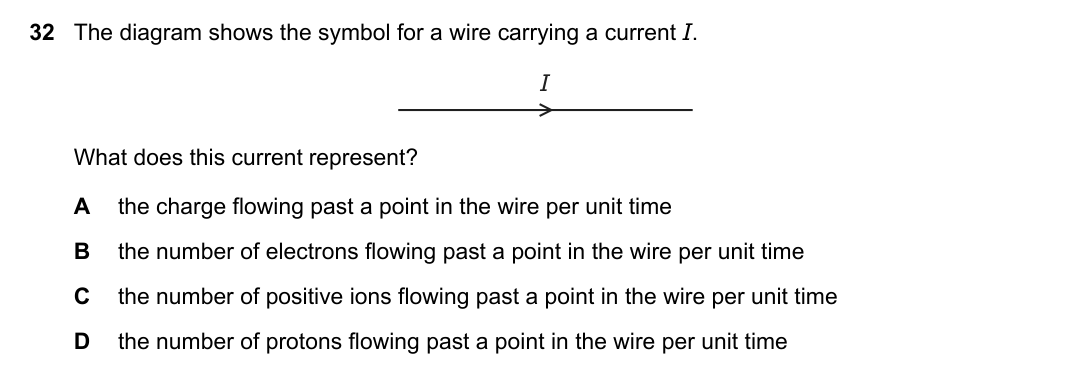 32 The diagram shows the symbol for a wire carrying a current I.
I
What does this current represent?
A the charge flowing past a point in the wire per unit time
B the number of electrons flowing past a point in the wire per unit time
C the number of positive ions flowing past a point in the wire per unit time
D the number of protons flowing past a point in the wire per unit time